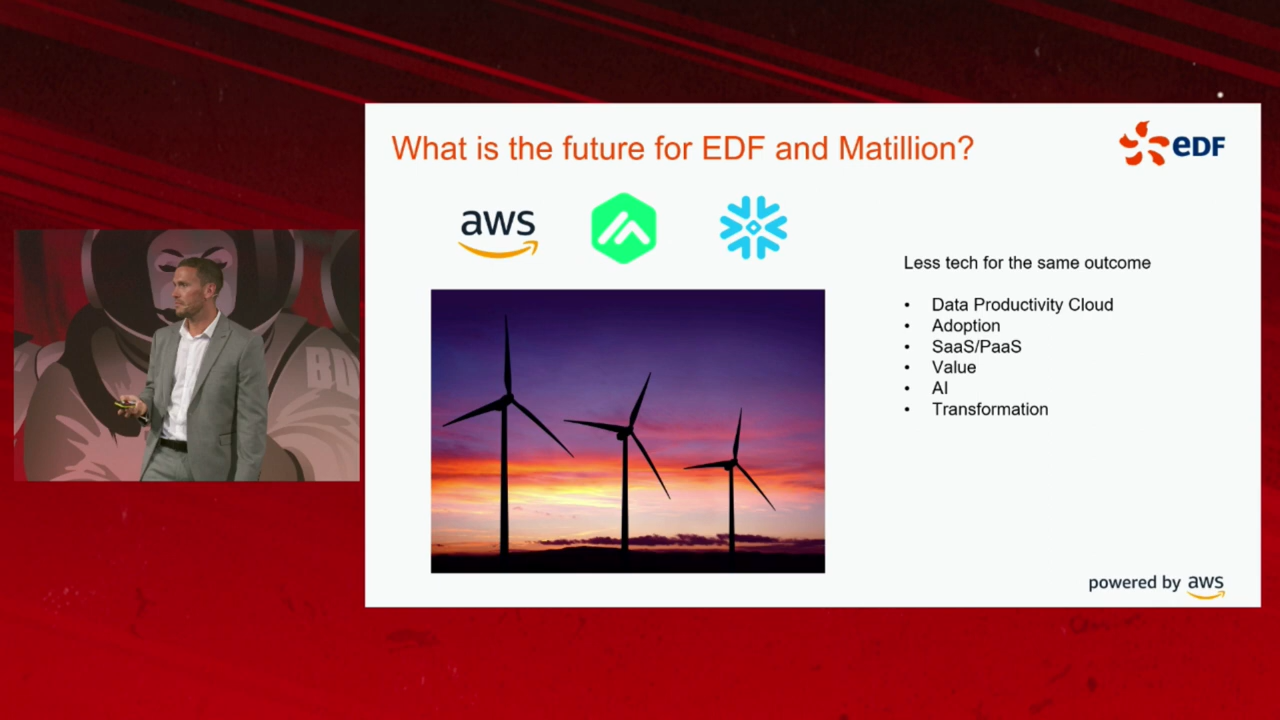 What is the future for EDF and Matillion?
eDF
aws
Less tech for the same outcome
• Data Productivity Cloud
• Adoption
• SaaS/PaaS
• Value
• AI
• Transformation
powered by aws